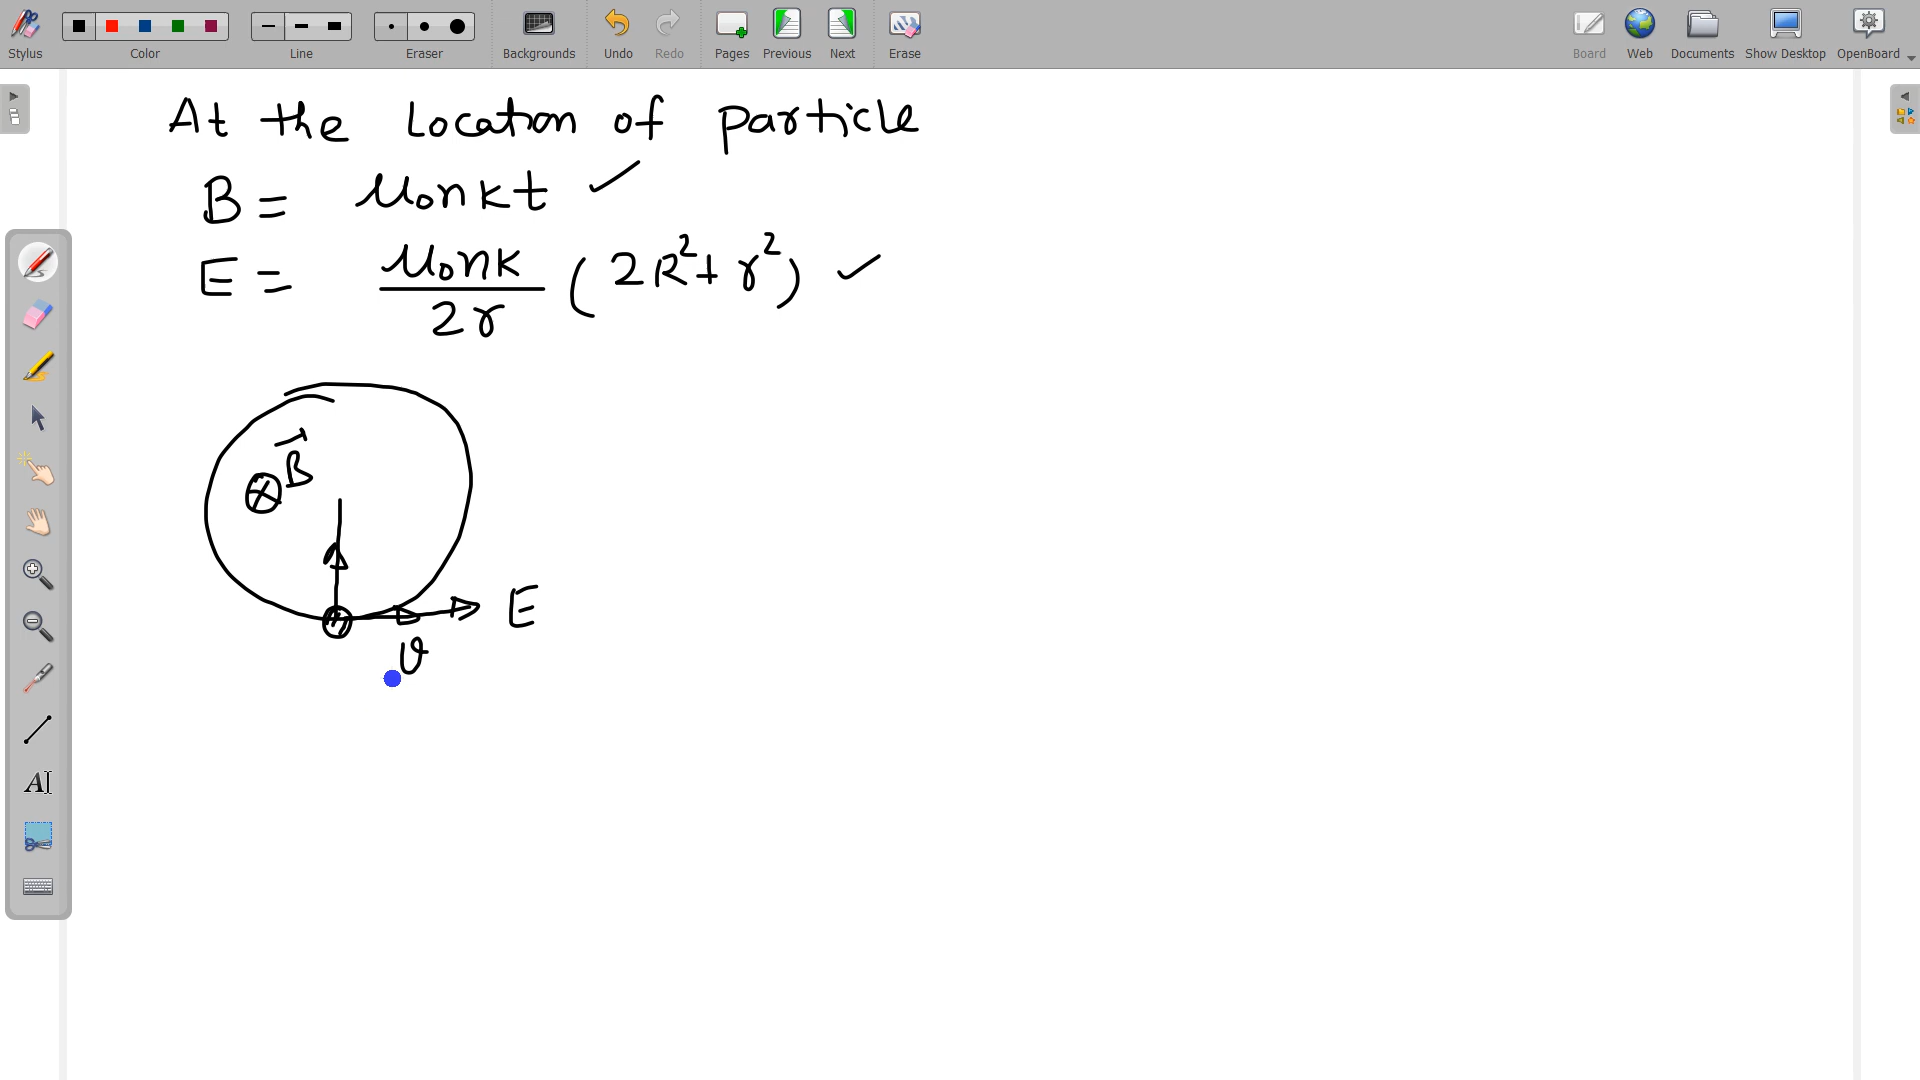 Stylus Color Line Eraser Backgrounds Undo Redo Pages Previous Next Erase Board Web Documents Show Desktop OpenBoard
At the Location of particle
B = μ₀nkt ✓
E = μ₀nk / 2r (2R² + r²) ✓
B
E
v